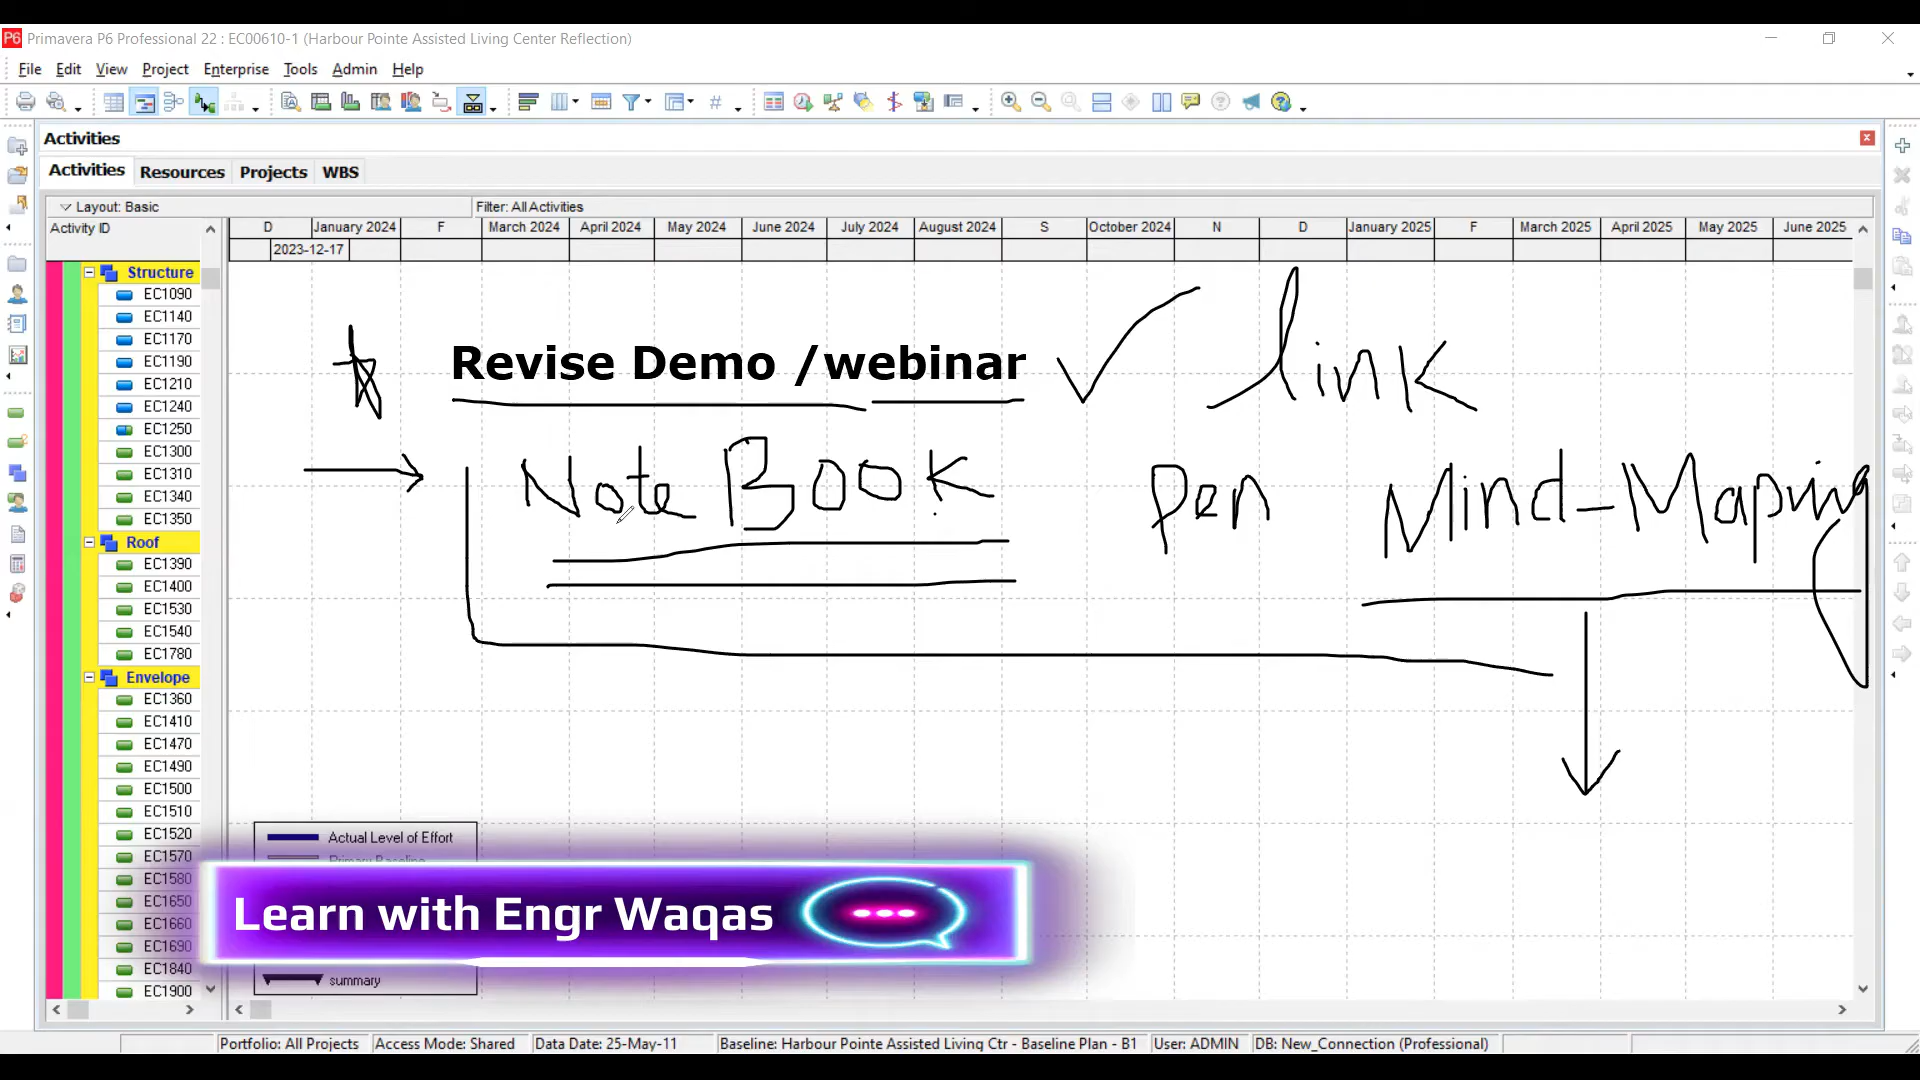 P6 Primavera P6 Professional 22 : EC00610-1 (Harbour Pointe Assisted Living Center Reflection)
File Edit View Project Enterprise Tools Admin Help
Activities
Activities Resources Projects WBS
Layout: Basic Filter: All Activities
Activity ID D January 2024 F March 2024 April 2024 May 2024 June 2024 July 2024 August 2024 S October 2024 N D January 2025 F March 2025 April 2025 May 2025 June 2025
2023-12-17
Structure
EC1090
EC1140
EC1170
EC1190
EC1210
EC1240
EC1250
EC1300
EC1310
EC1340
EC1350
Roof
EC1390
EC1400
EC1530
EC1540
EC1780
Envelope
EC1360
EC1410
EC1470
EC1490
EC1500
EC1510
EC1520
EC1570
EC1580
EC1650
EC1660
EC1690
EC1840
EC1900
Revise Demo /webinar link
Note BOOK Pen Mind-Maping
Actual Level of Effort
Primary Baseline
Learn with Engr Waqas
summary
Portfolio: All Projects Access Mode: Shared Data Date: 25-May-11 Baseline: Harbour Pointe Assisted Living Ctr - Baseline Plan - B1 User: ADMIN DB: New_Connection (Professional)